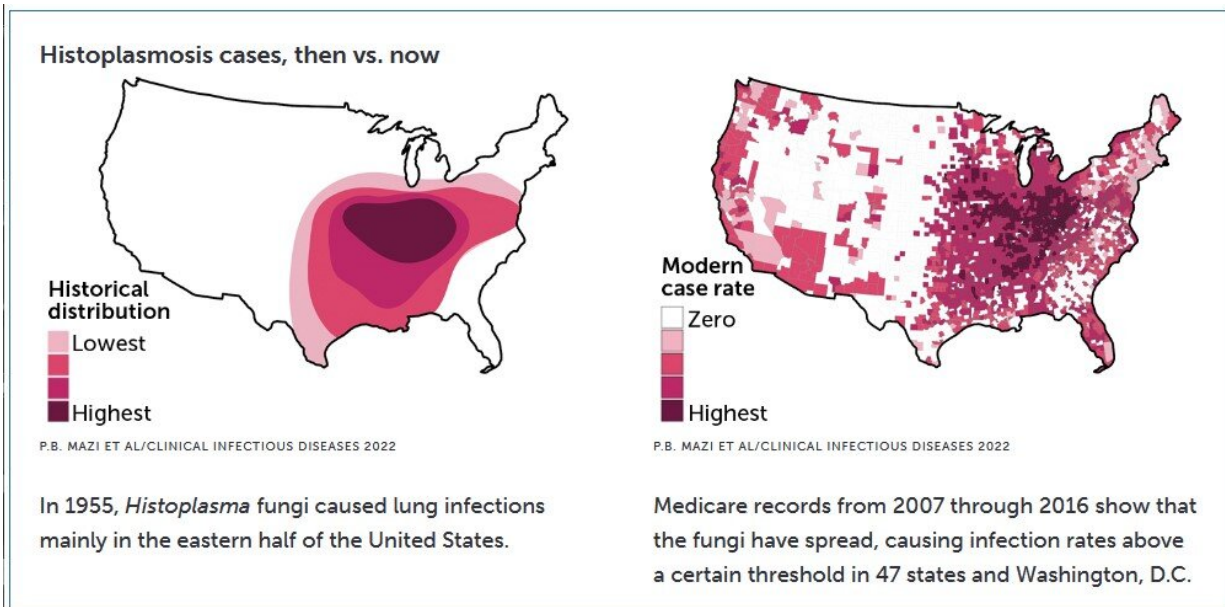 Histoplasmosis cases, then vs. now
Historical
distribution
Lowest
Highest
P.B. MAZI ET AL/CLINICAL INFECTIOUS DISEASES 2022
In 1955, Histoplasma fungi caused lung infections
mainly in the eastern half of the United States.
Modern
case rate
Zero
Highest
P.B. MAZI ET AL/CLINICAL INFECTIOUS DISEASES 2022
Medicare records from 2007 through 2016 show that
the fungi have spread, causing infection rates above
a certain threshold in 47 states and Washington, D.C.